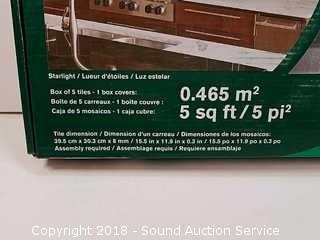 Starlight / Lueur d'étoiles / Luz estelar
Box of 5 tiles - 1 box covers:
Boîte de 5 carreaux - 1 boîte couvre :
Caja de 5 mosaicos - 1 caja cubre:
0.465 m²
5 sq ft / 5 pi²
Tile dimension / Dimension d'un carreau / Dimensiones de los mosaicos:
39.5 cm x 30.3 cm x 8 mm / 15.5 in x 11.9 in x 0.3 in / 15.5 po x 11.9 po x 0.3 po
Assembly required / Assemblage requis / Requiere ensamblaje
Copyright 2018 - Sound Auction Service